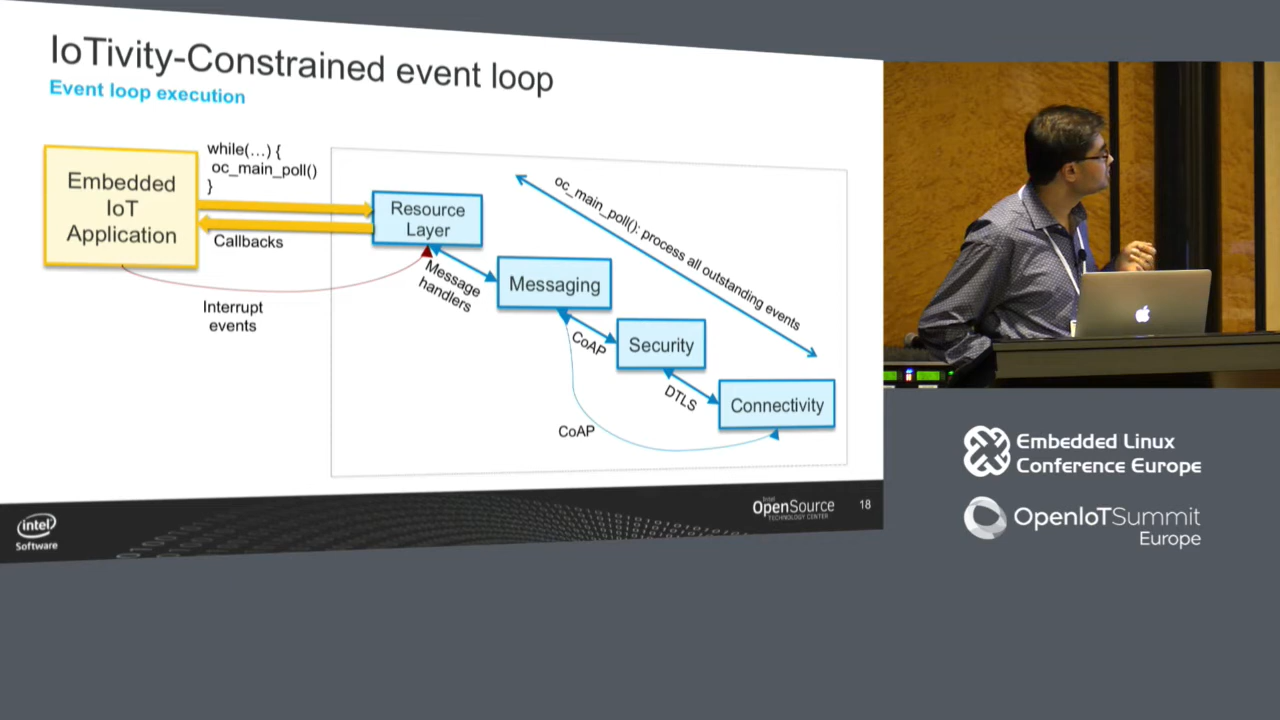 IoTivity-Constrained event loop
Event loop execution
while(…) {
oc_main_poll()
}
Embedded
IoT
Application
Callbacks
Interrupt
events
Resource
Layer
Message
handlers
Messaging
CoAP
Security
DTLS
Connectivity
CoAP
oc_main_poll(): process all outstanding events
intel
Software
Intel
OpenSource
TECHNOLOGY CENTER
18
Embedded Linux
Conference Europe
OpenIoTSummit
Europe